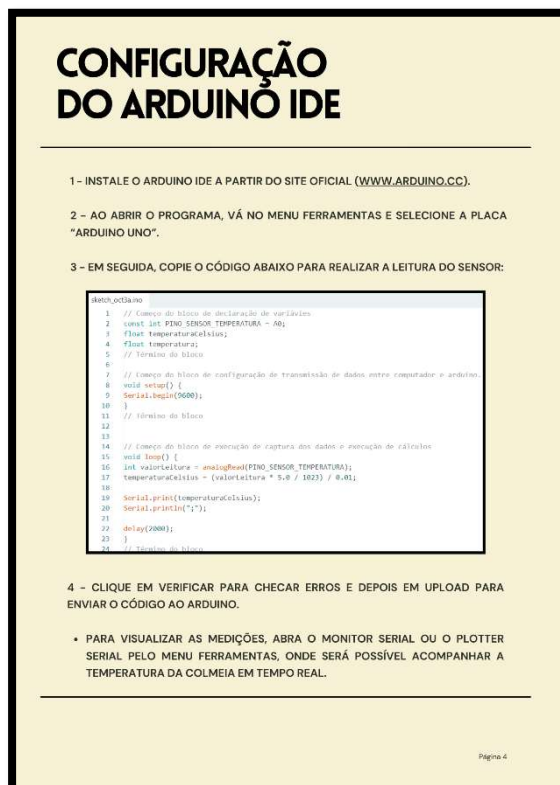 CONFIGURAÇÃO
DO ARDUINO IDE
1 – INSTALE O ARDUINO IDE A PARTIR DO SITE OFICIAL (WWW.ARDUINO.CC).
2 – AO ABRIR O PROGRAMA, VÁ NO MENU FERRAMENTAS E SELECIONE A PLACA
"ARDUINO UNO".
3 – EM SEGUIDA, COPIE O CÓDIGO ABAIXO PARA REALIZAR A LEITURA DO SENSOR:
sketch_oct3a.ino
1 // Começo do bloco de declaração de variáveis
2 const int PINO_SENSOR_TEMPERATURA = A0;
3 float temperaturaCelsius;
4 float temperatura;
5 // Término do bloco
6
7 // Começo do bloco de configuração de transmissão de dados entre computador e arduino.
8 void setup() {
9 Serial.begin(9600);
10 }
11 // Término do bloco
12
13
14 // Começo do bloco de execução de captura dos dados e execução de cálculos
15 void loop() {
16 int valorLeitura = analogRead(PINO_SENSOR_TEMPERATURA);
17 temperaturaCelsius = (valorLeitura * 5.0 / 1023) / 0.01;
18
19 Serial.print(temperaturaCelsius);
20 Serial.println(";");
21
22 delay(2000);
23 }
24 // Término do bloco
4 – CLIQUE EM VERIFICAR PARA CHECAR ERROS E DEPOIS EM UPLOAD PARA
ENVIAR O CÓDIGO AO ARDUINO.
• PARA VISUALIZAR AS MEDIÇÕES, ABRA O MONITOR SERIAL OU O PLOTTER
SERIAL PELO MENU FERRAMENTAS, ONDE SERÁ POSSÍVEL ACOMPANHAR A
TEMPERATURA DA COLMEIA EM TEMPO REAL.
Página 4